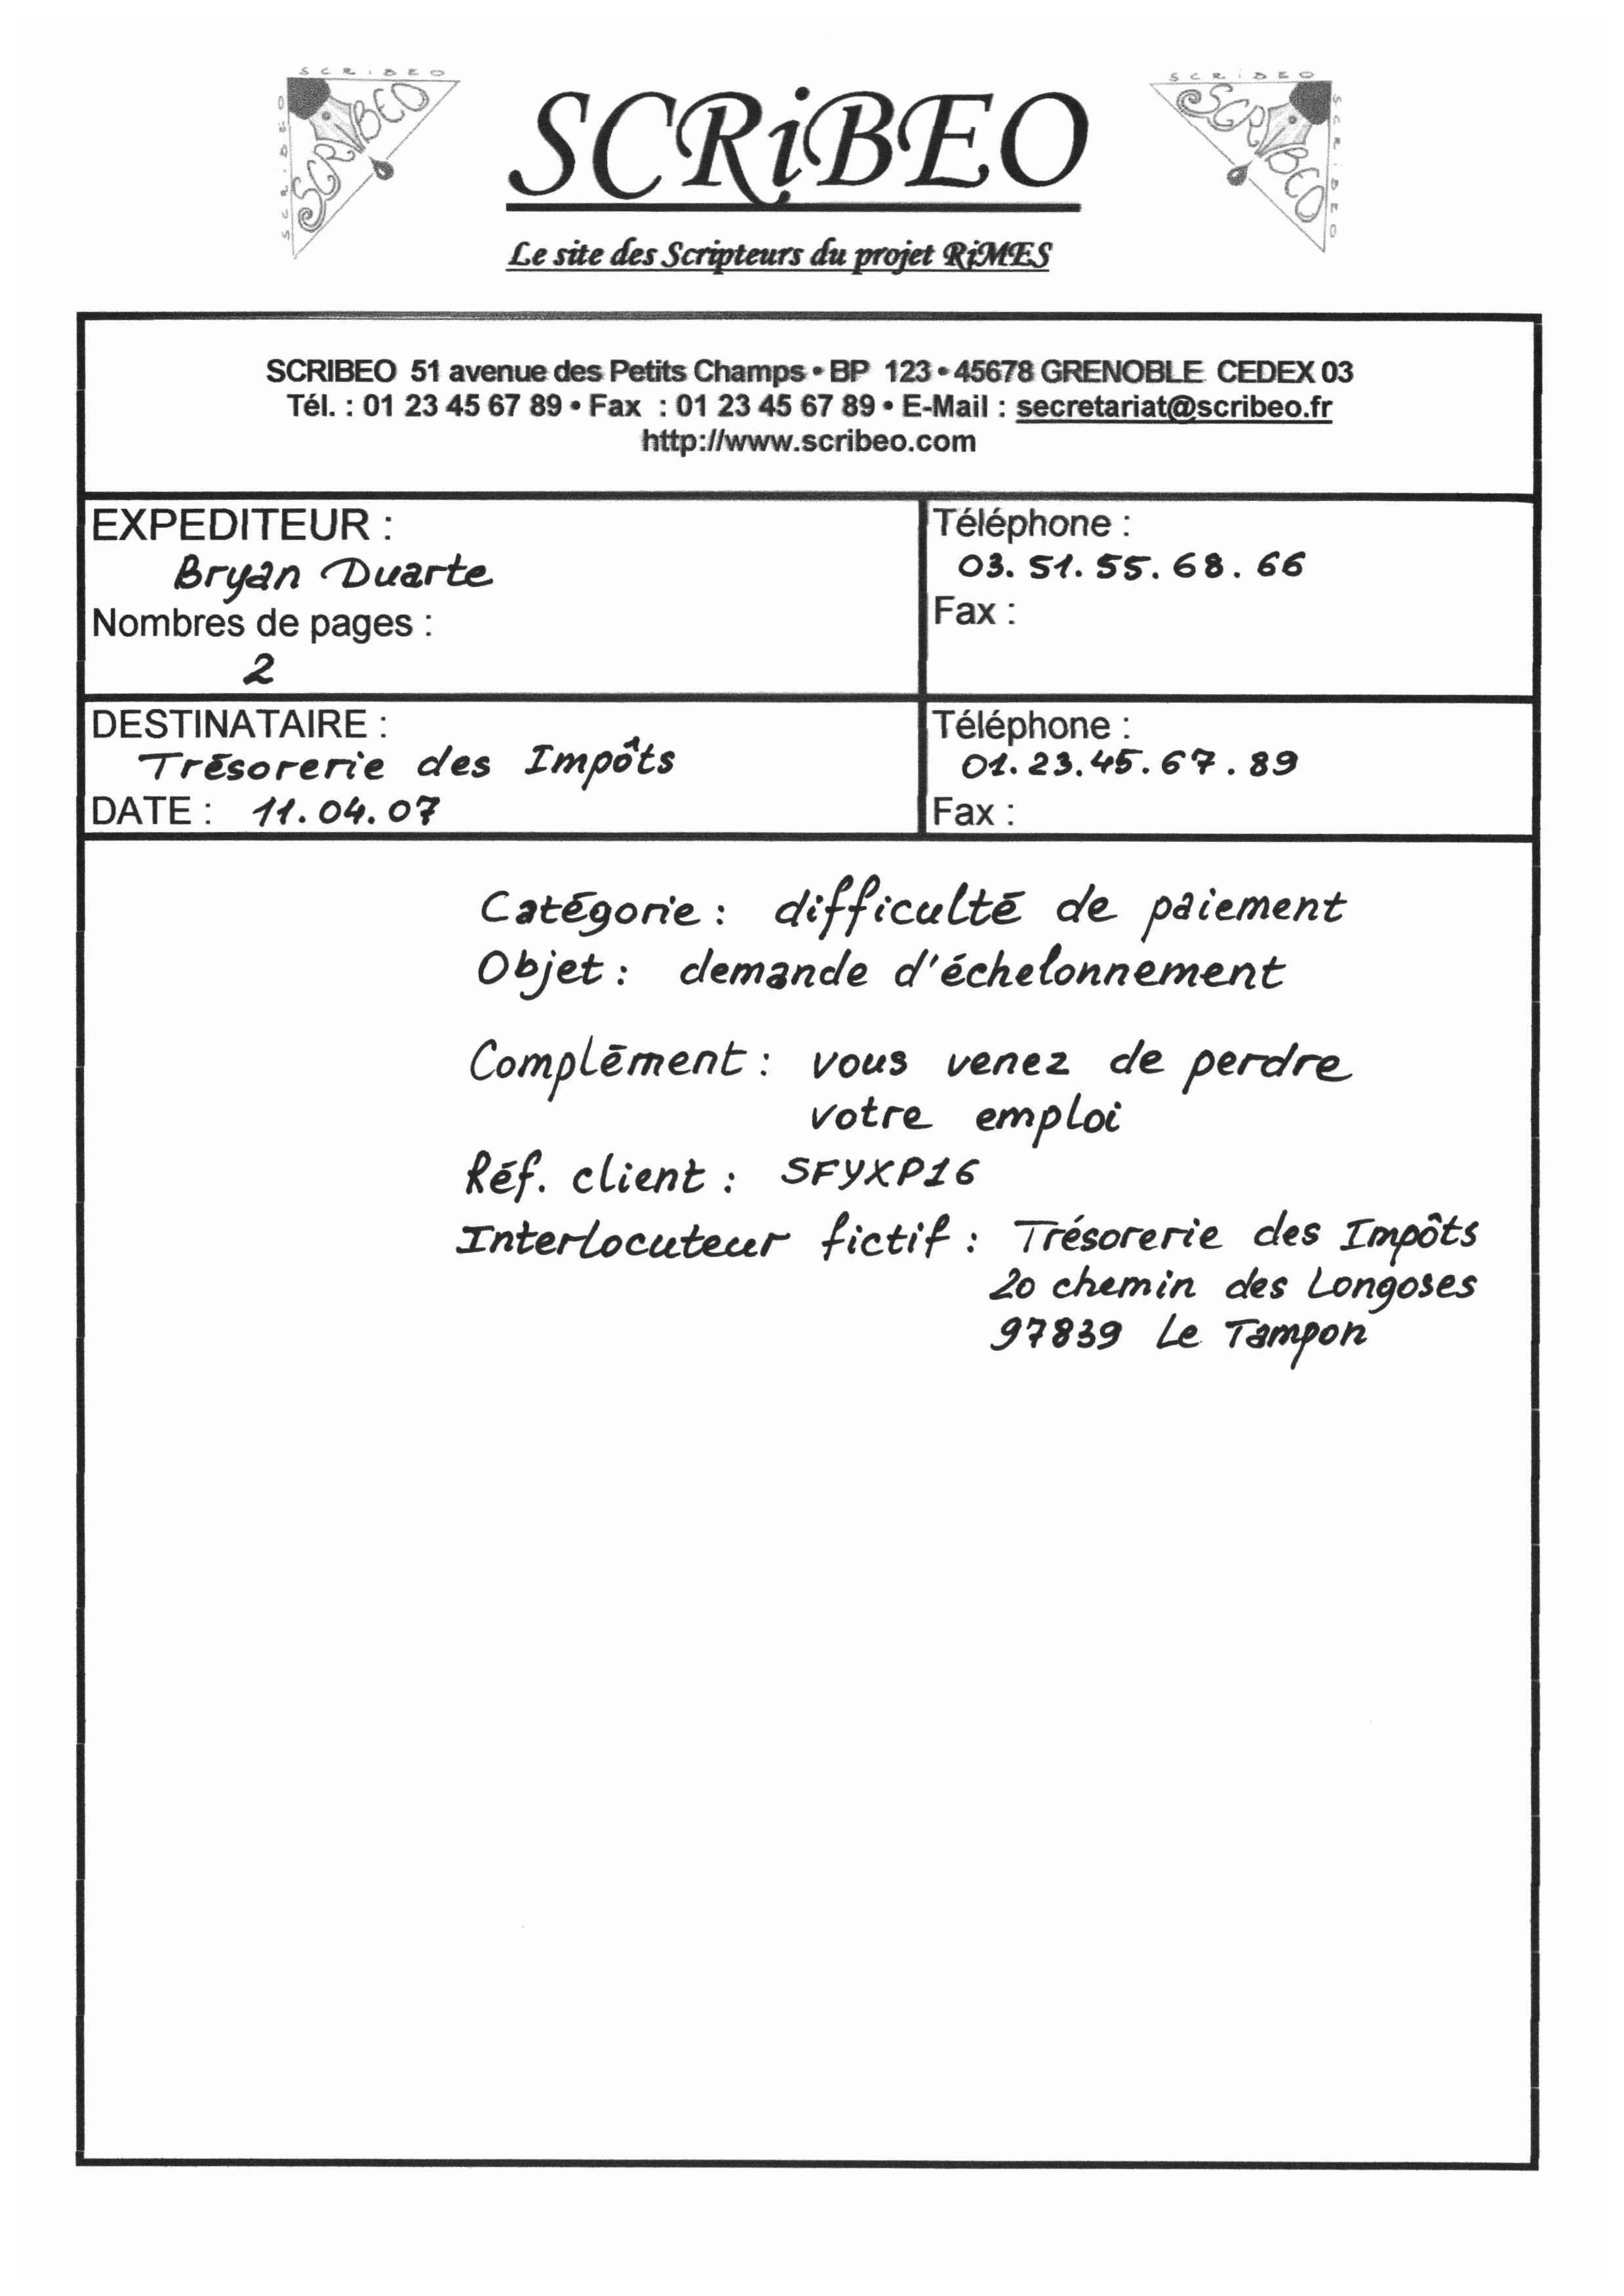 SCRiBEO
SCRiBEO
SCRiBEO
SCRiBEO
SCRiBEO
SCRiBEO
SCRiBEO
Le site des Scripteurs du projet RiMES
SCRIBEO 51 avenue des Petits Champs • BP 123 • 45678 GRENOBLE CEDEX 03
Tél. : 01 23 45 67 89 • Fax : 01 23 45 67 89 • E-Mail : secretariat@scribeo.fr
http://www.scribeo.com
EXPEDITEUR :
Bryan Duarte
Nombres de pages :
2
Téléphone :
03. 51. 55. 68. 66
Fax :
DESTINATAIRE :
Trésorerie des Impôts
DATE : 11. 04. 07
Téléphone :
01. 23. 45. 67. 89
Fax :
Catégorie : difficulté de paiement
Objet : demande d'échelonnement
Complément : vous venez de perdre
votre emploi
Réf. client : SFYXP16
Interlocuteur fictif : Trésorerie des Impôts
20 chemin des Longoses
97839 Le Tampon